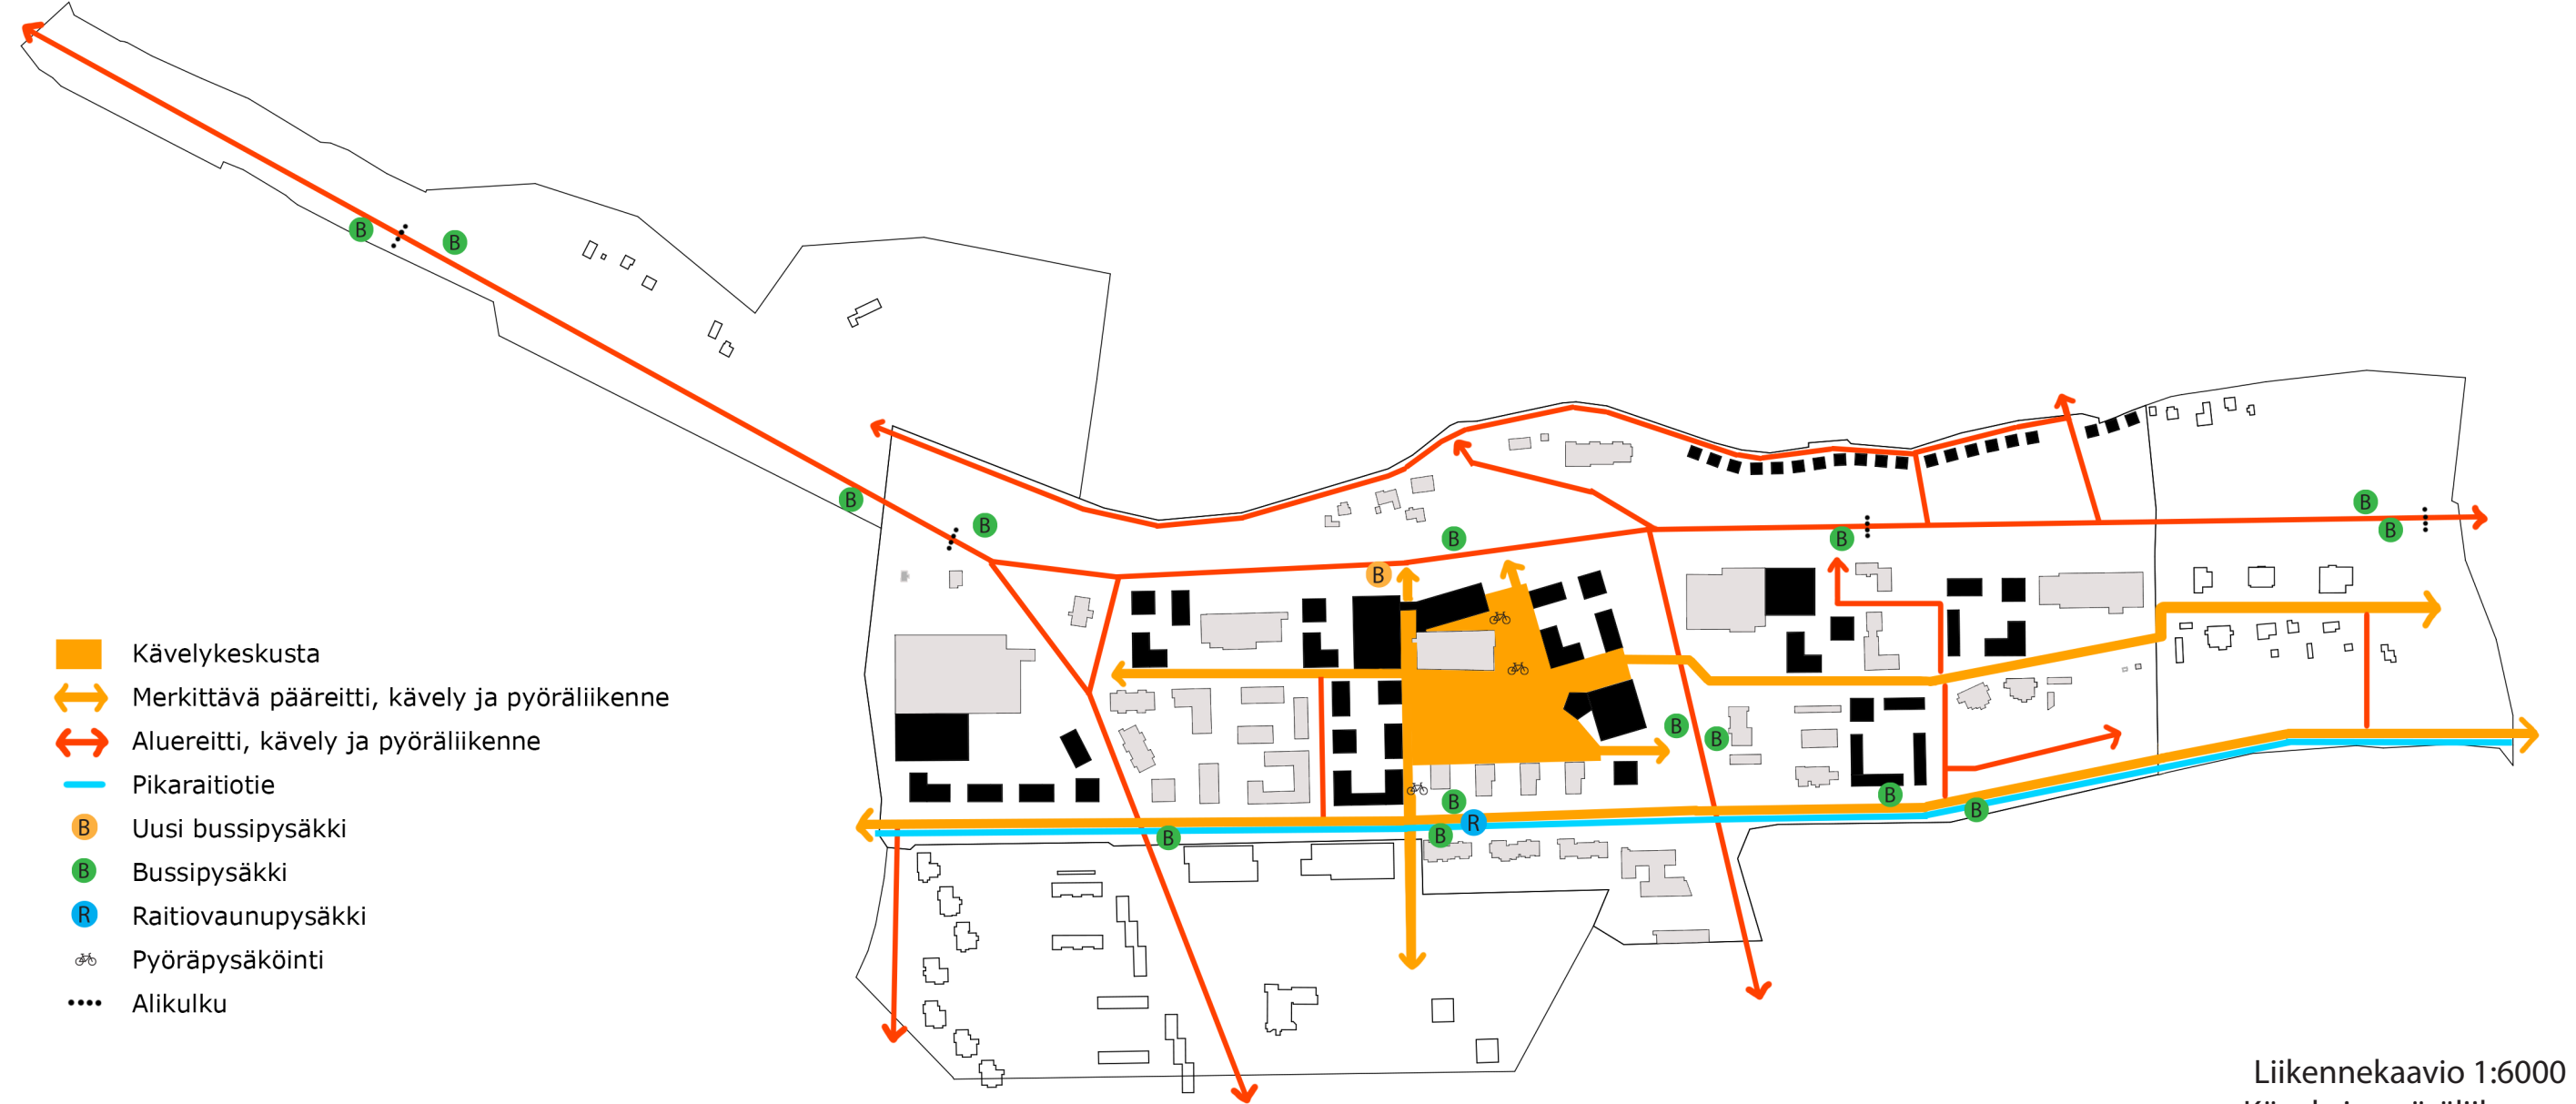 B
B
B
B
B
B
B
B
B
B
B
Kävelykeskusta
Merkittävä pääreitti, kävely ja pyöräliikenne
Aluereitti, kävely ja pyöräliikenne
Pikaraitiotie
B Uusi bussipysäkki
B Bussipysäkki
R Raitiovaunupysäkki
Pyöräpysäköinti
Alikulku
B
B
B
R
B
B
B
Liikennekaavio 1:6000